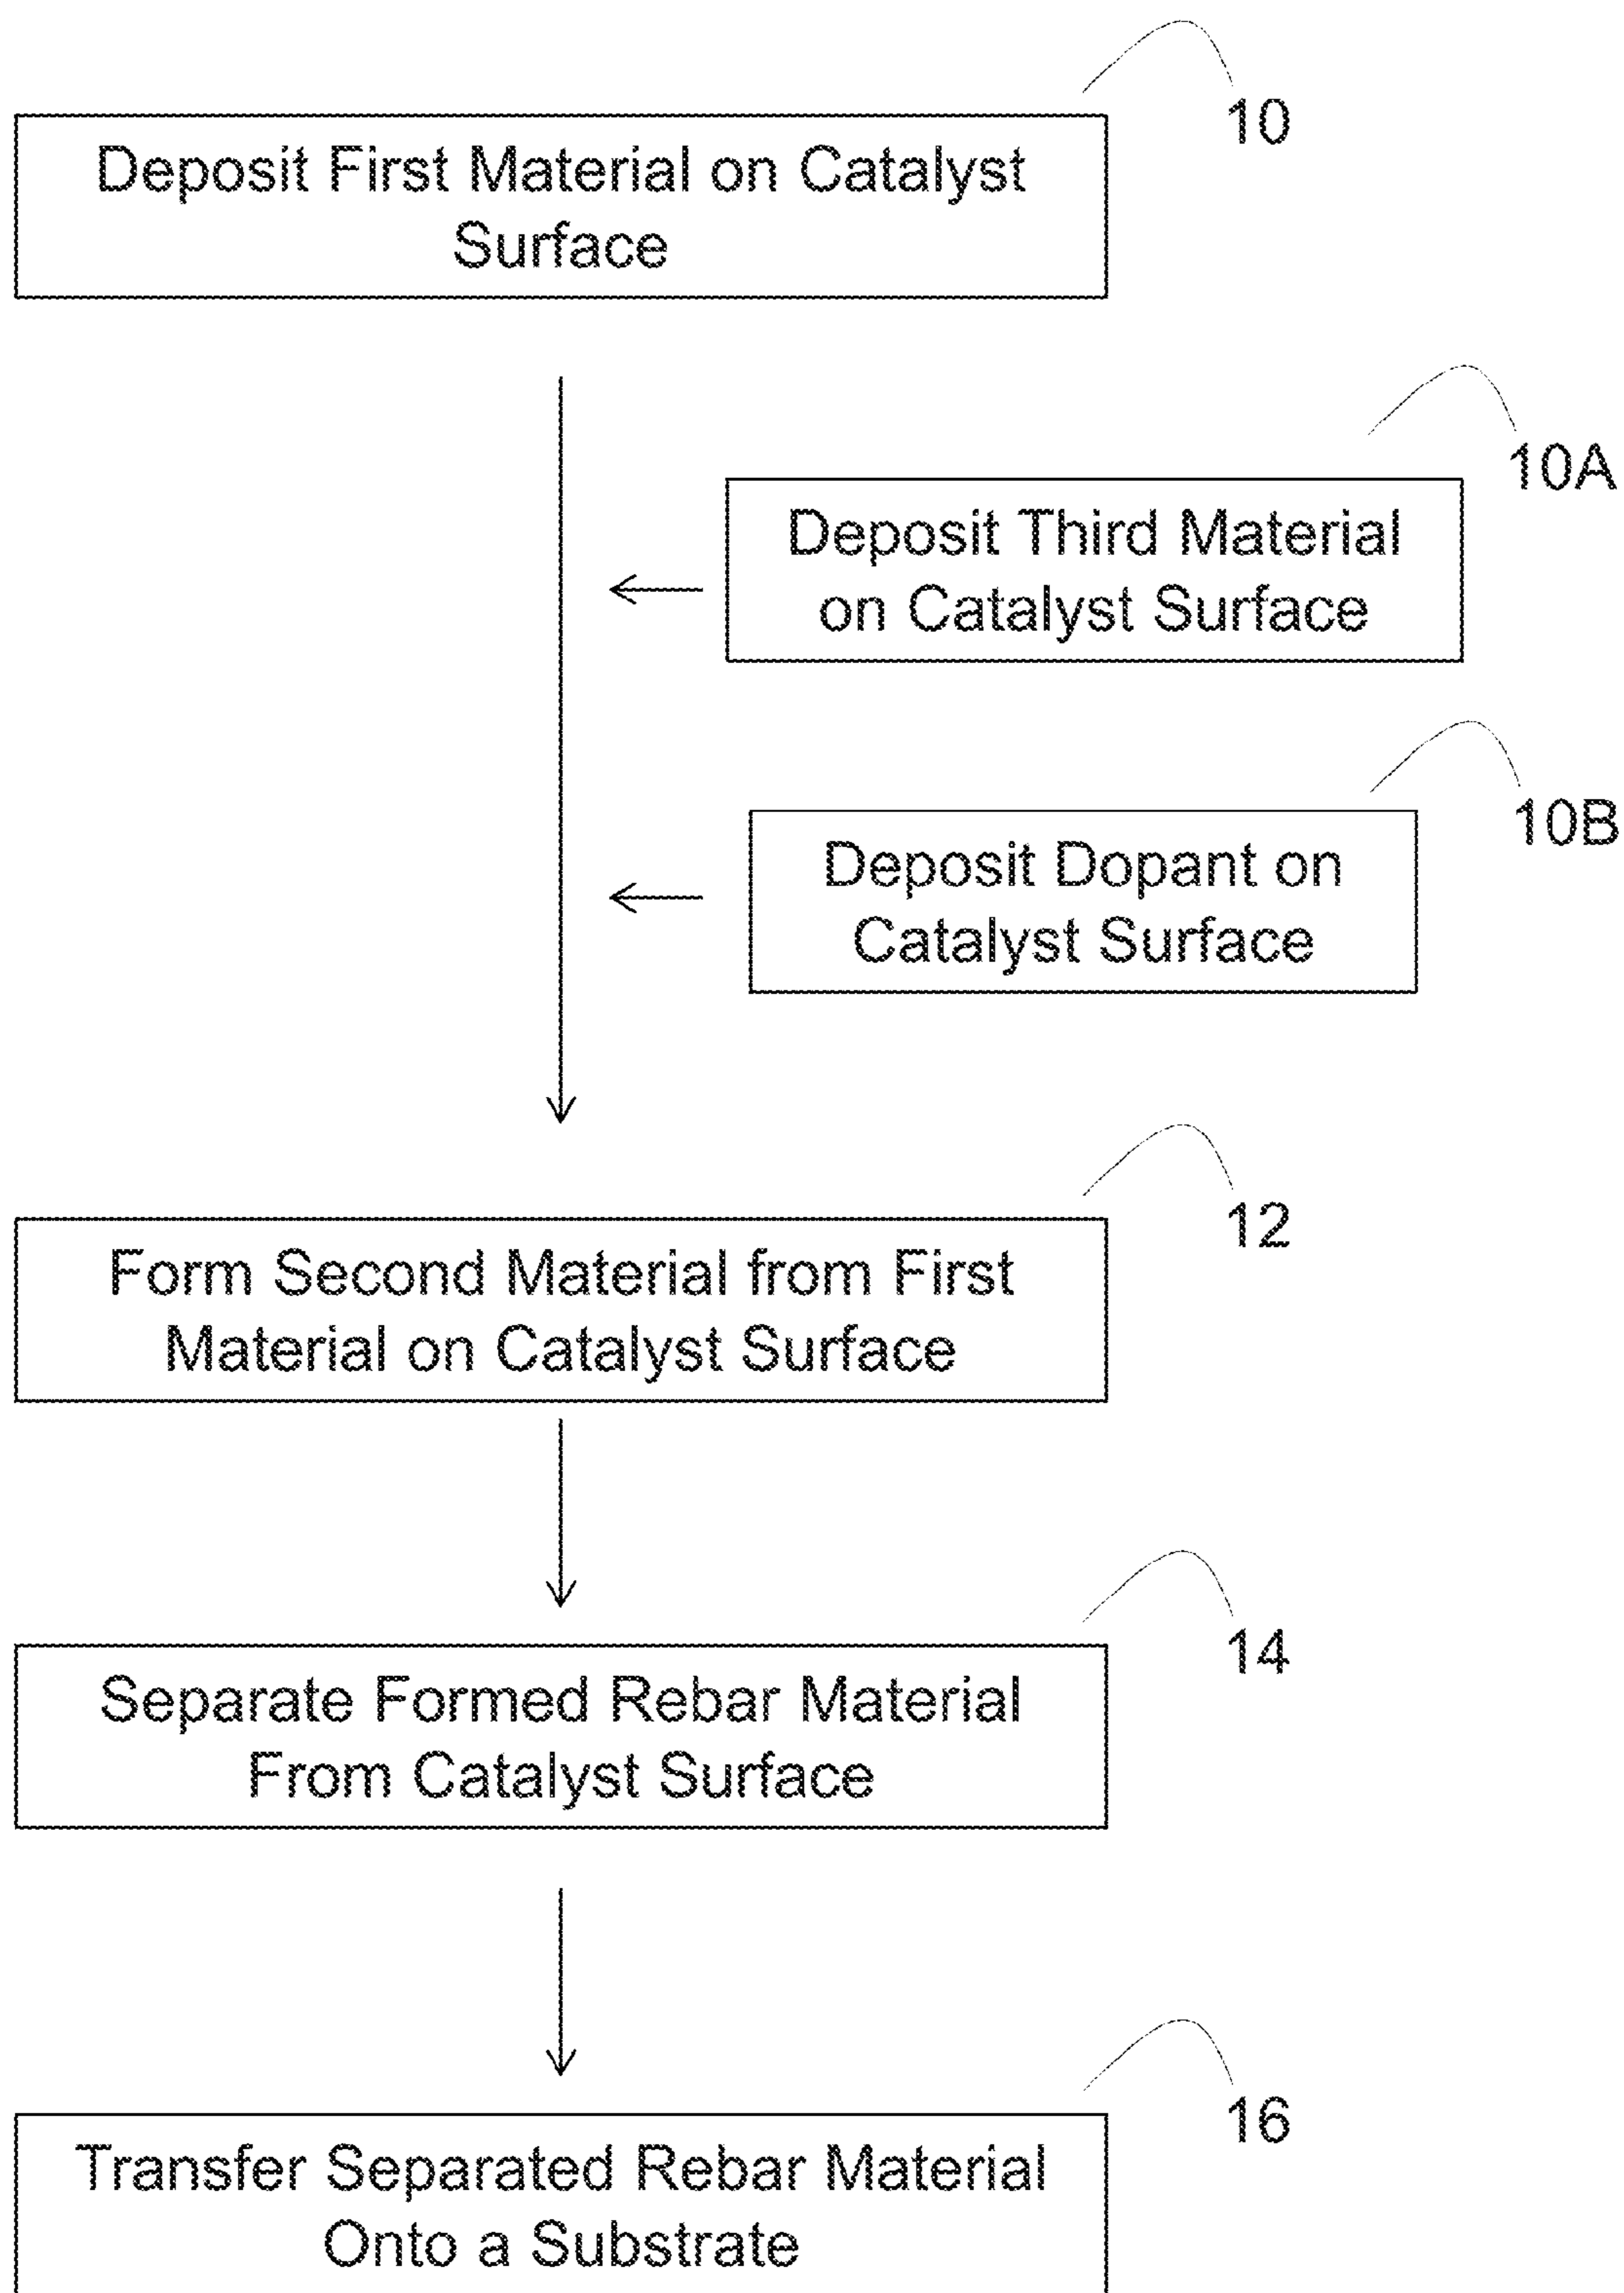 10
Deposit First Material on Catalyst
Surface
10A
Deposit Third Material
on Catalyst Surface
10B
Deposit Dopant on
Catalyst Surface
12
Form Second Material from First
Material on Catalyst Surface
14
Separate Formed Rebar Material
From Catalyst Surface
16
Transfer Separated Rebar Material
Onto a Substrate